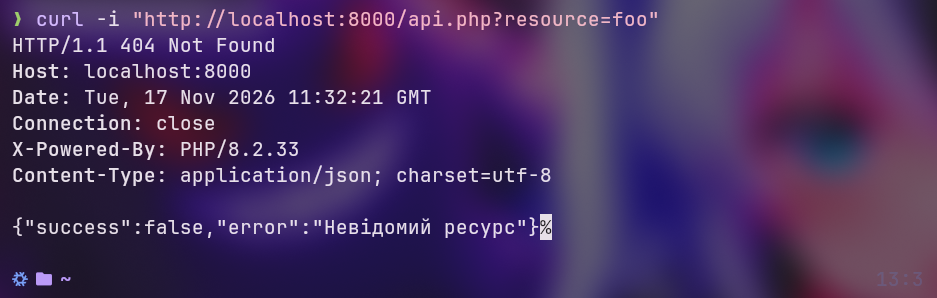 ❯ curl -i "http://localhost:8000/api.php?resource=foo"
HTTP/1.1 404 Not Found
Host: localhost:8000
Date: Tue, 17 Nov 2026 11:32:21 GMT
Connection: close
X-Powered-By: PHP/8.2.33
Content-Type: application/json; charset=utf-8

{"success":false,"error":"Невідомий ресурс"}%

~ 13:3